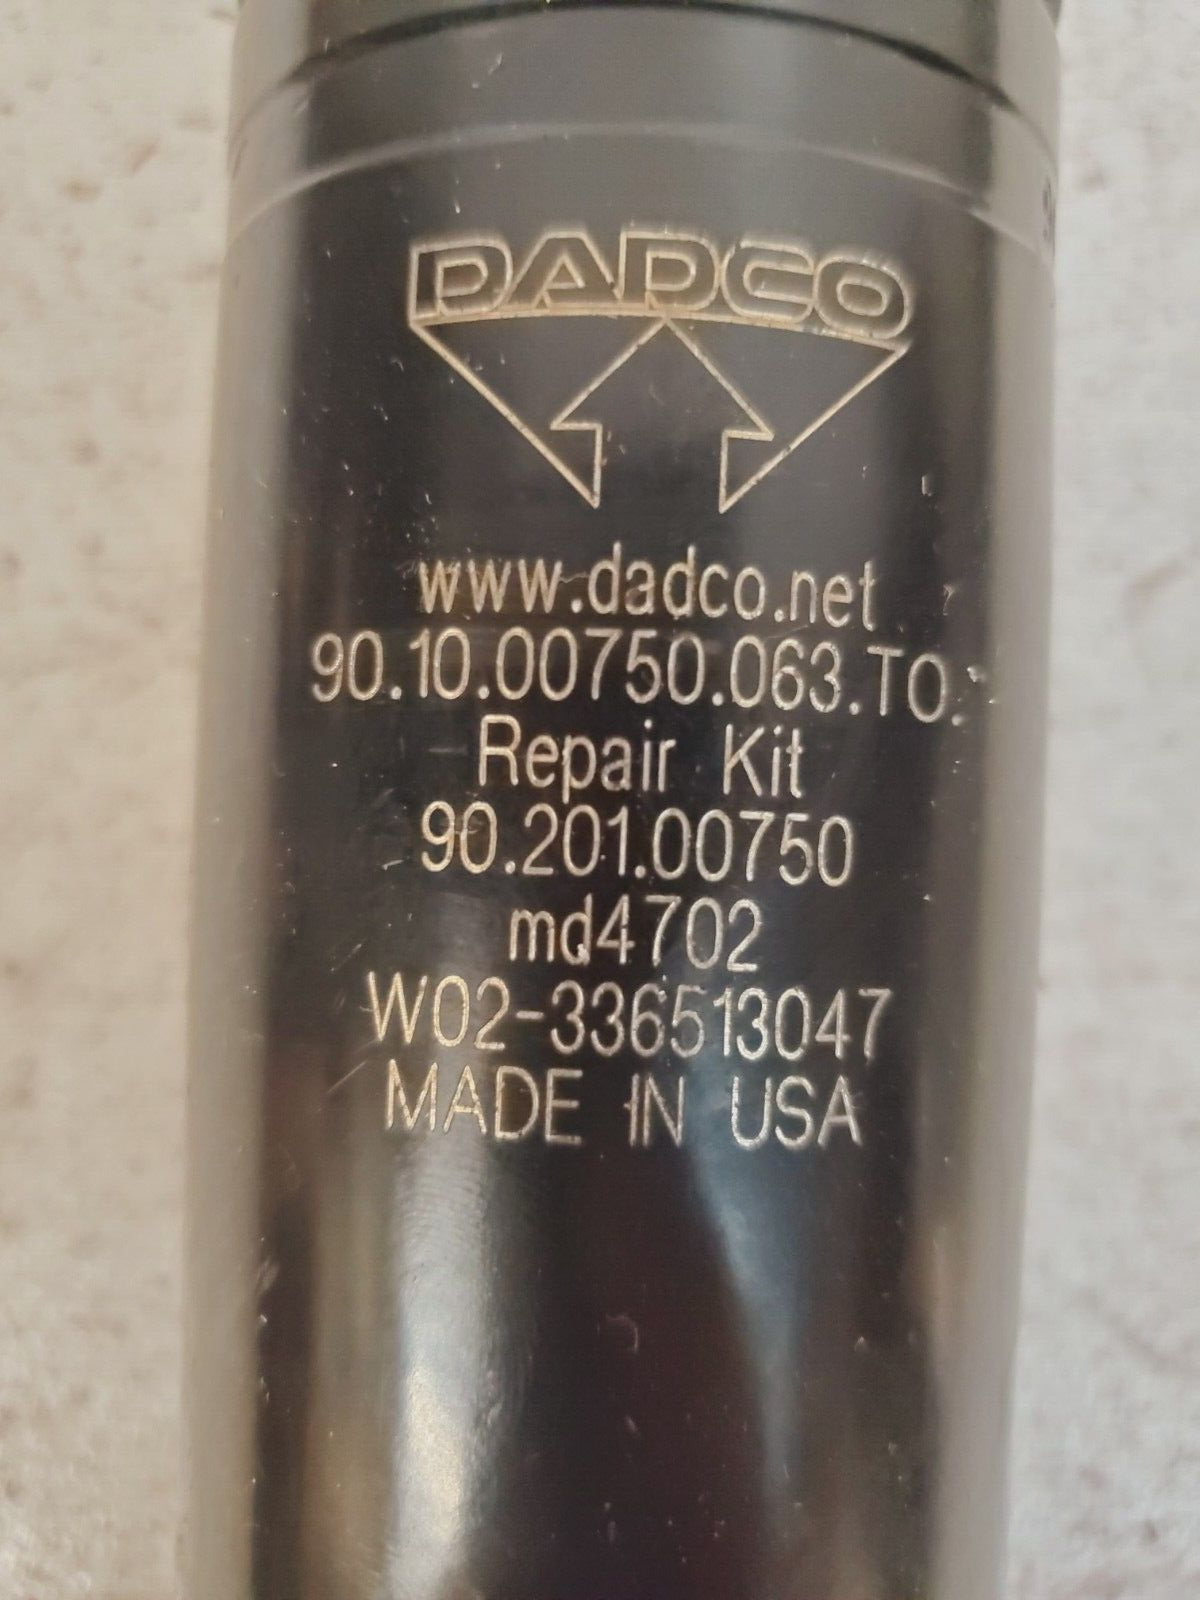 DADCO
www.dadco.net
90.10.00750.063.TO.
Repair Kit
90.201.00750
md4702
W02-336513047
MADE IN USA